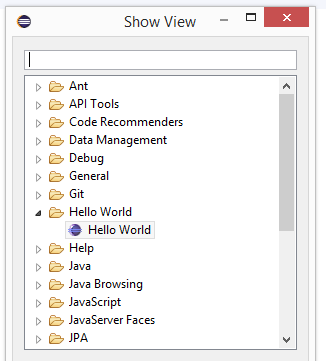 Show View
Ant
API Tools
Code Recommenders
Data Management
Debug
General
Git
Hello World
Hello World
Help
Java
Java Browsing
JavaScript
JavaServer Faces
JPA